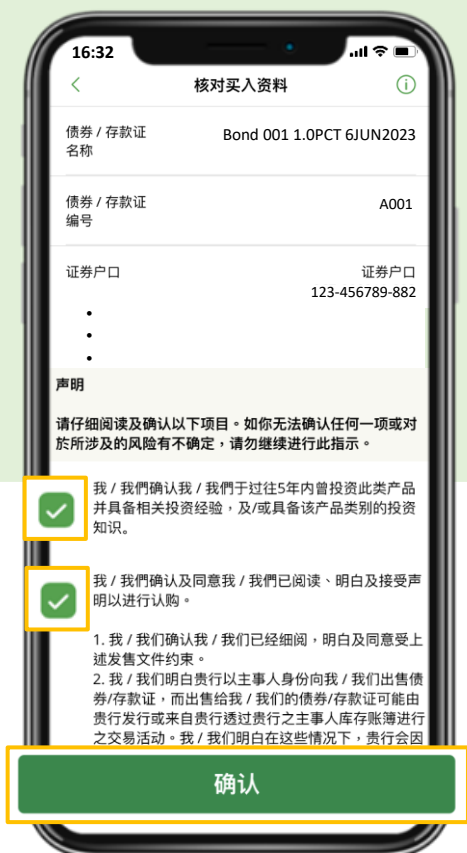 16:32
核对买入资料
债券 / 存款证
名称
Bond 001 1.0PCT 6JUN2023
债券 / 存款证
编号
A001
证券户口
证券户口
123-456789-882
•
•
•
声明
请仔细阅读及确认以下项目。如你无法确认任何一项或对
於所涉及的风险有不确定，请勿继续进行此指示。
我 / 我們确认我 / 我們于过往5年内曾投资此类产品
并具备相关投资经验，及/或具备该产品类别的投资
知识。
我 / 我們确认及同意我 / 我們已阅读、明白及接受声
明以进行认购。
1. 我 / 我们确认我 / 我们已经细阅，明白及同意受上
述发售文件约束。
2. 我 / 我们明白贵行以主事人身份向我 / 我们出售债
券/存款证，而出售给我 / 我们的债券/存款证可能由
贵行发行或来自贵行透过贵行之主事人库存账簿进行
之交易活动。我 / 我们明白在这些情况下，贵行会因
确认